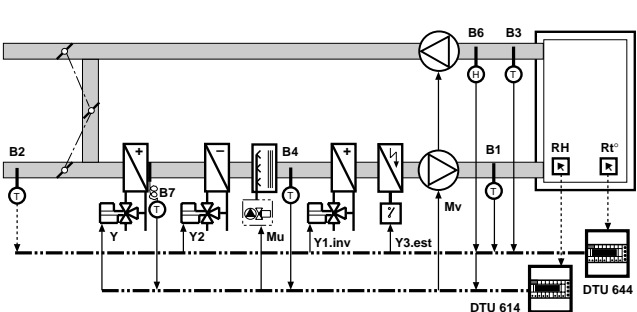 B6 B3
H T
B2 + − B4 + B1 RH Rt°
T T T
B7
T
Y Y2 Mu Y1.inv Y3.est Mv
DTU 614 DTU 644